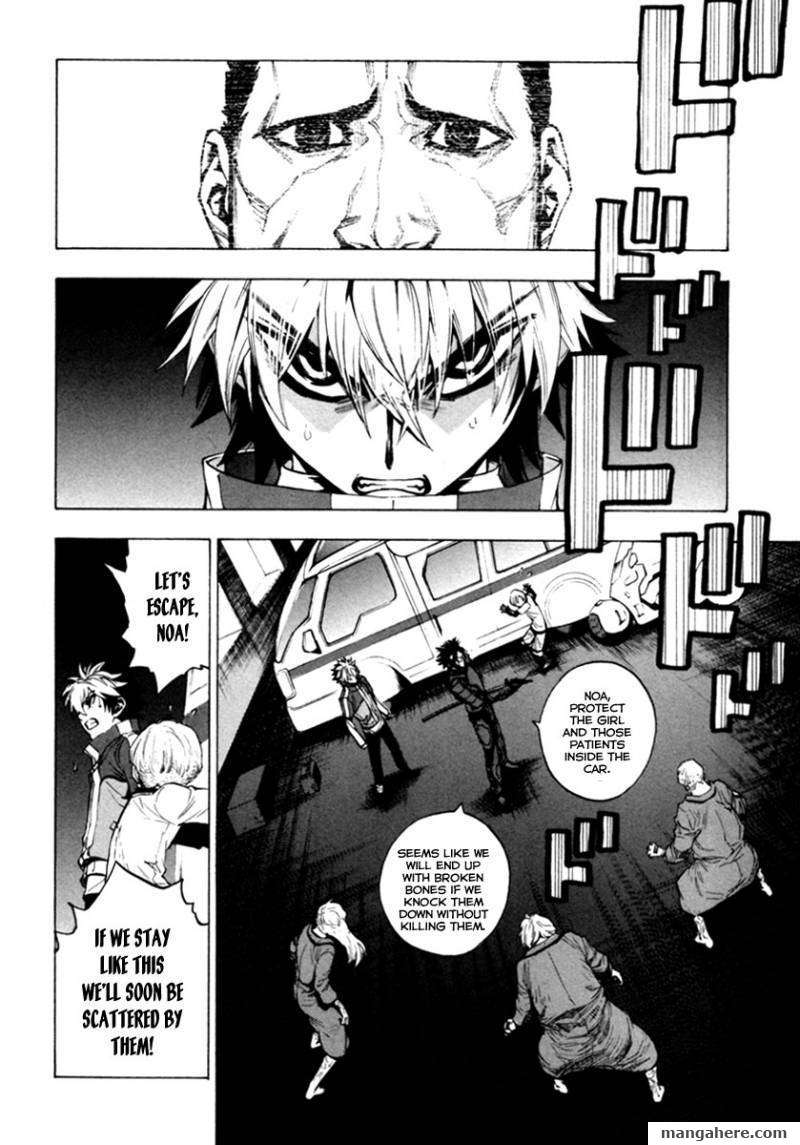 ドドド
ドドド
ドドド
ド
NOA,
PROTECT
THE GIRL
AND THOSE
PATIENTS
INSIDE
THE CAR.
SEEMS LIKE WE
WILL END UP
WITH BROKEN
BONES IF WE
KNOCK THEM
DOWN WITHOUT
KILLING THEM.
LET'S
ESCAPE,
NOA!
IF WE STAY
LIKE THIS
WE'LL SOON BE
SCATTERED BY
THEM!
mangahere.com